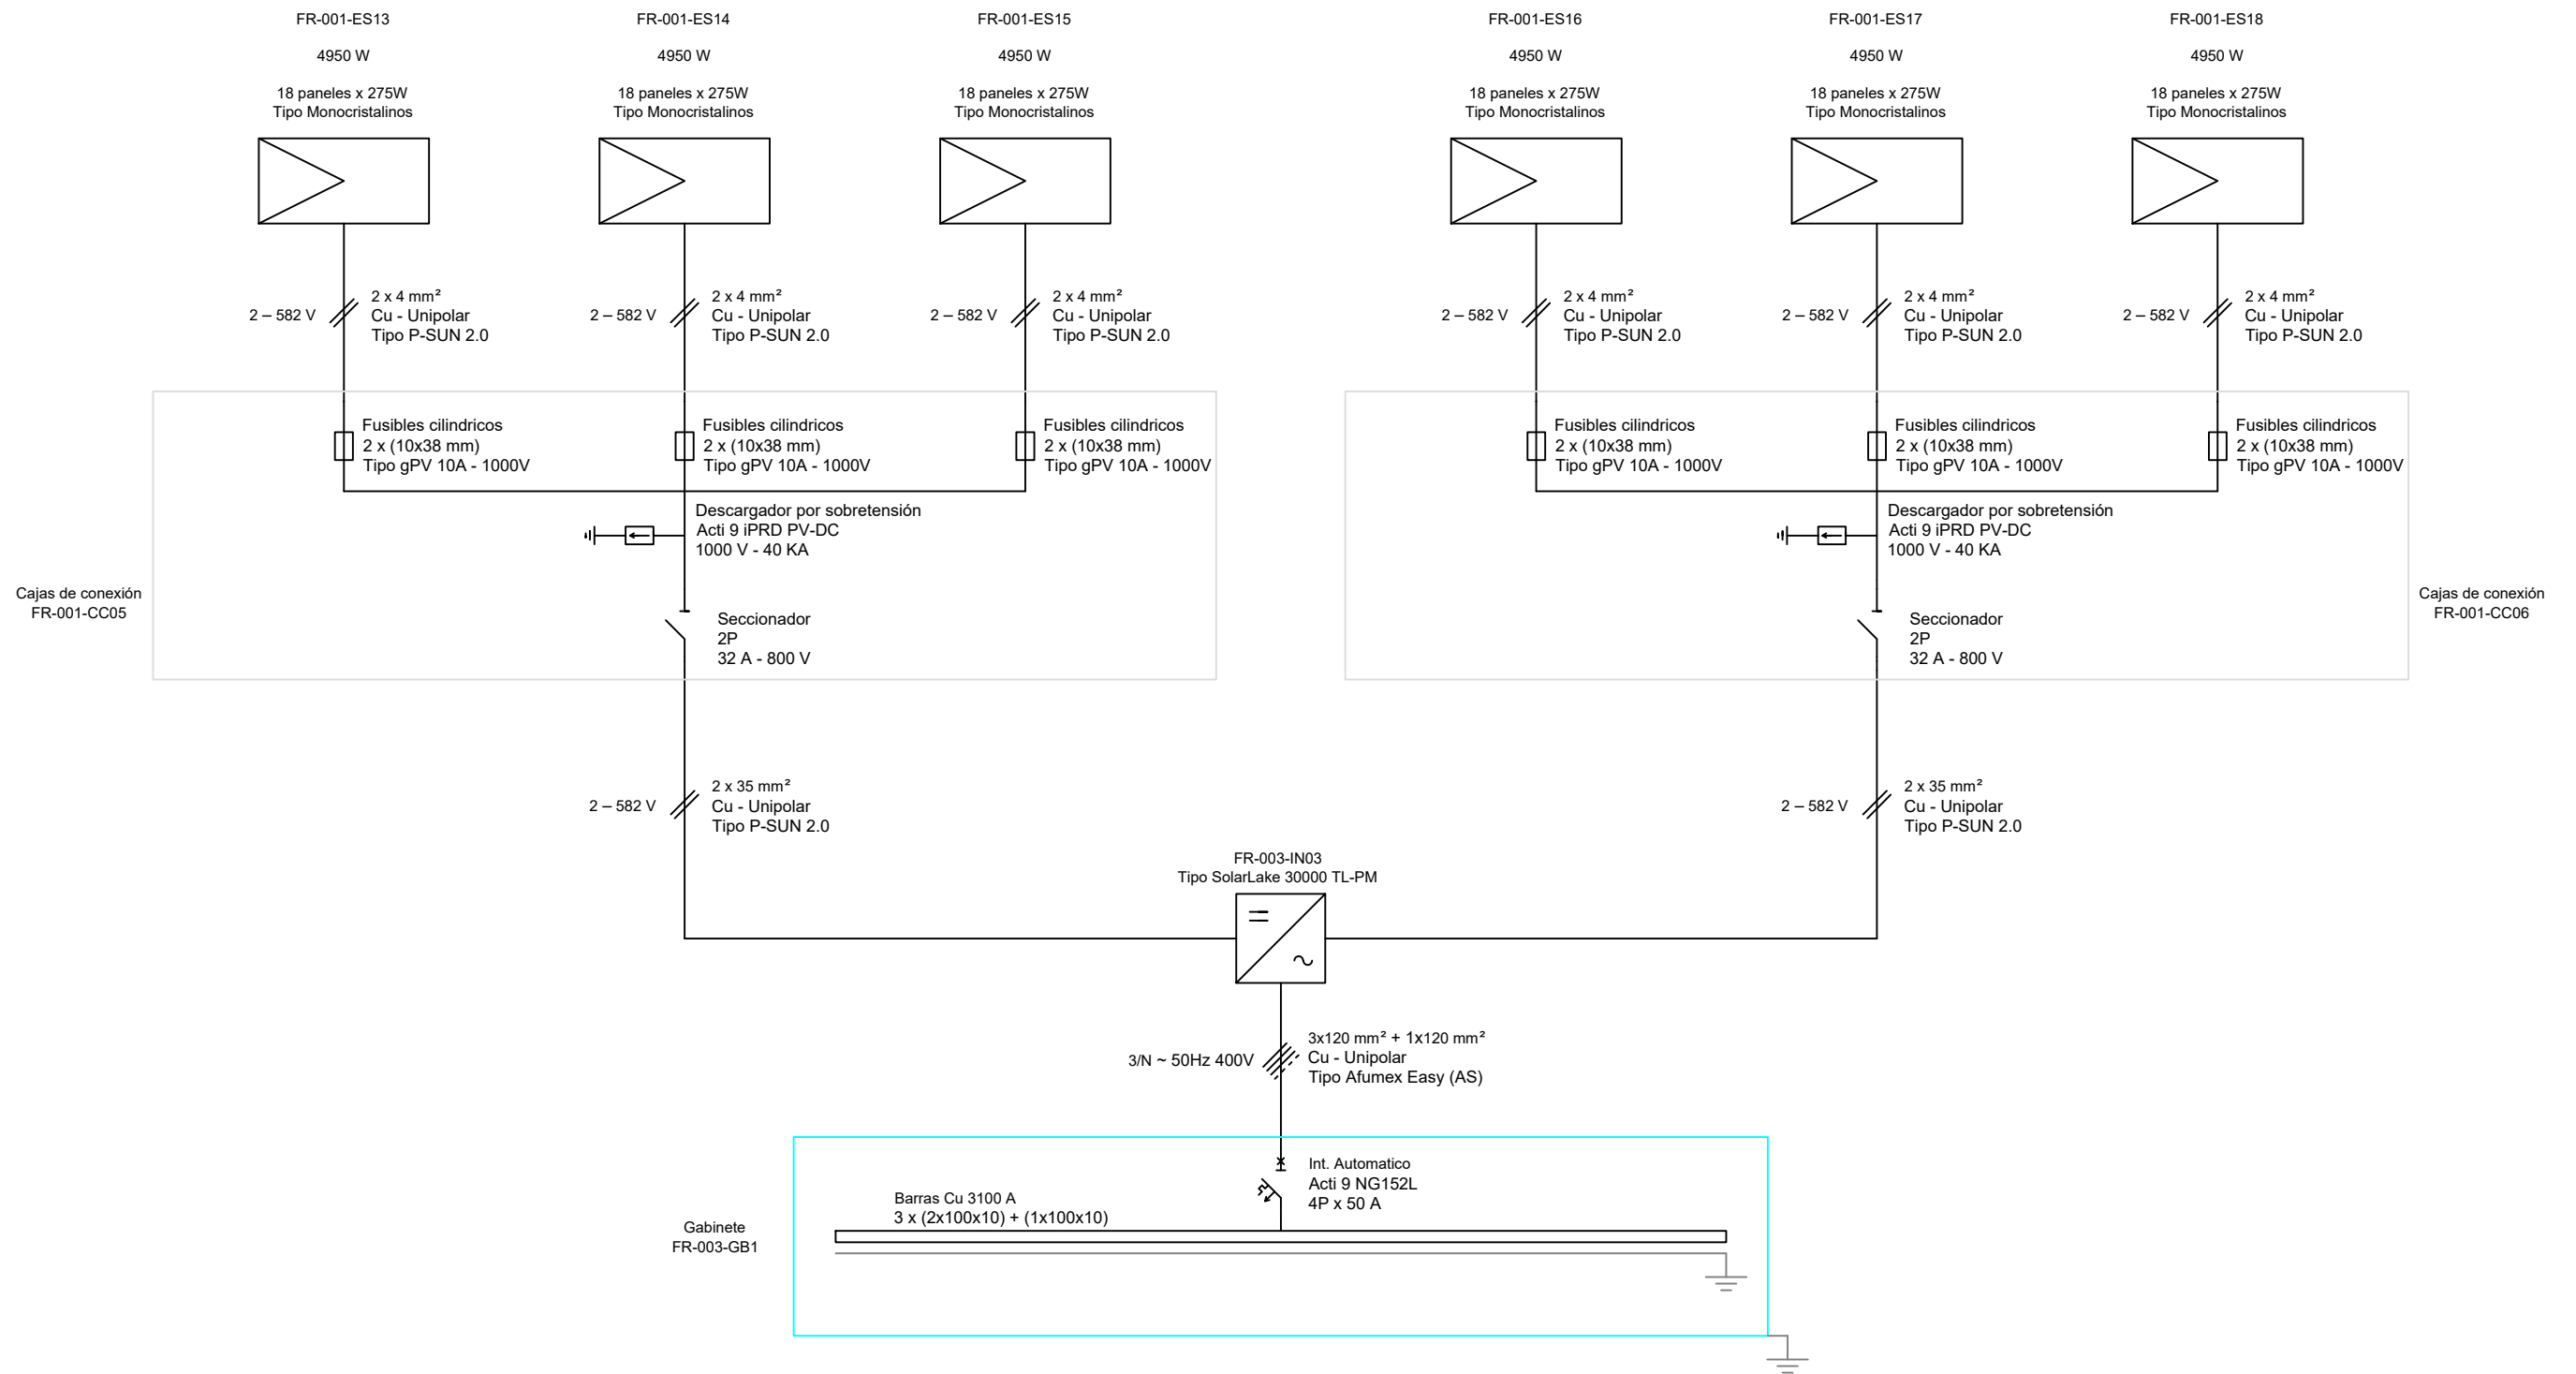 FR-001-ES13
4950 W
18 paneles x 275W
Tipo Monocristalinos
FR-001-ES14
4950 W
18 paneles x 275W
Tipo Monocristalinos
FR-001-ES15
4950 W
18 paneles x 275W
Tipo Monocristalinos
FR-001-ES16
4950 W
18 paneles x 275W
Tipo Monocristalinos
FR-001-ES17
4950 W
18 paneles x 275W
Tipo Monocristalinos
FR-001-ES18
4950 W
18 paneles x 275W
Tipo Monocristalinos
2 – 582 V
2 x 4 mm²
Cu - Unipolar
Tipo P-SUN 2.0
2 – 582 V
2 x 4 mm²
Cu - Unipolar
Tipo P-SUN 2.0
2 – 582 V
2 x 4 mm²
Cu - Unipolar
Tipo P-SUN 2.0
2 – 582 V
2 x 4 mm²
Cu - Unipolar
Tipo P-SUN 2.0
2 – 582 V
2 x 4 mm²
Cu - Unipolar
Tipo P-SUN 2.0
2 – 582 V
2 x 4 mm²
Cu - Unipolar
Tipo P-SUN 2.0
Fusibles cilindricos
2 x (10x38 mm)
Tipo gPV 10A - 1000V
Fusibles cilindricos
2 x (10x38 mm)
Tipo gPV 10A - 1000V
Fusibles cilindricos
2 x (10x38 mm)
Tipo gPV 10A - 1000V
Fusibles cilindricos
2 x (10x38 mm)
Tipo gPV 10A - 1000V
Fusibles cilindricos
2 x (10x38 mm)
Tipo gPV 10A - 1000V
Fusibles cilindricos
2 x (10x38 mm)
Tipo gPV 10A - 1000V
Descargador por sobretensión
Acti 9 iPRD PV-DC
1000 V - 40 KA
Descargador por sobretensión
Acti 9 iPRD PV-DC
1000 V - 40 KA
Cajas de conexión
FR-001-CC05
Seccionador
2P
32 A - 800 V
Seccionador
2P
32 A - 800 V
Cajas de conexión
FR-001-CC06
2 – 582 V
2 x 35 mm²
Cu - Unipolar
Tipo P-SUN 2.0
2 – 582 V
2 x 35 mm²
Cu - Unipolar
Tipo P-SUN 2.0
FR-003-IN03
Tipo SolarLake 30000 TL-PM
3/N ~ 50Hz 400V
3x120 mm² + 1x120 mm²
Cu - Unipolar
Tipo Afumex Easy (AS)
Int. Automatico
Acti 9 NG152L
4P x 50 A
Barras Cu 3100 A
3 x (2x100x10) + (1x100x10)
Gabinete
FR-003-GB1